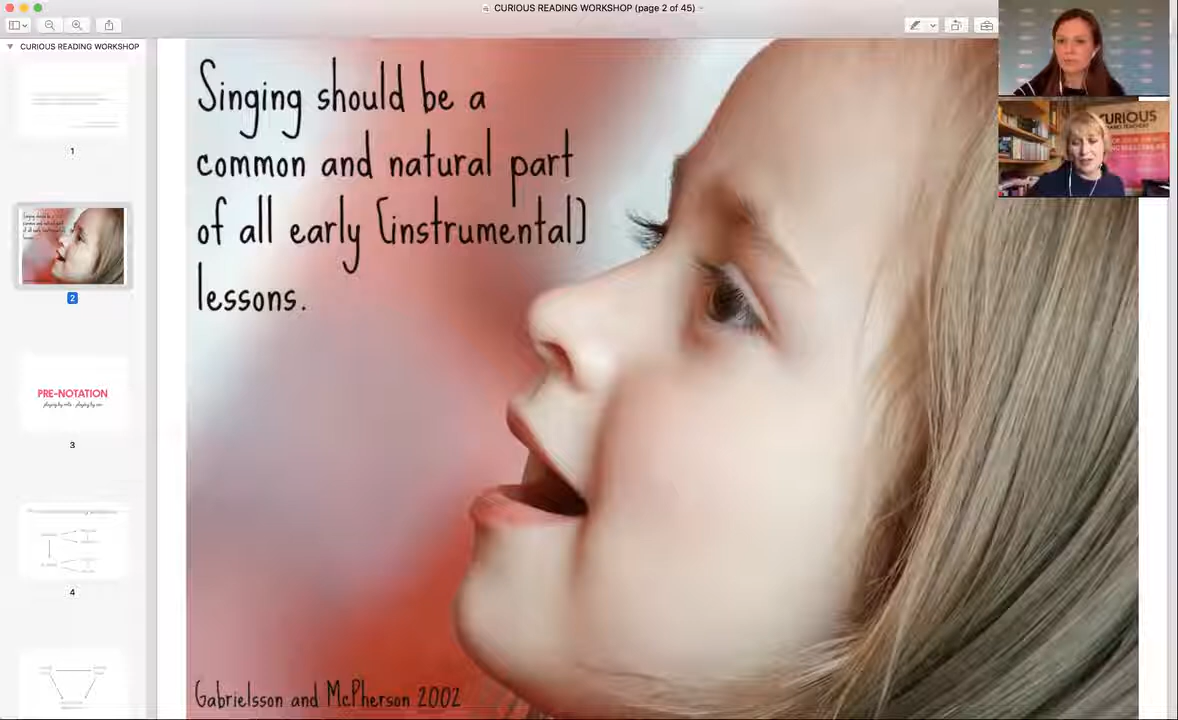 CURIOUS READING WORKSHOP (page 2 of 45)
CURIOUS READING WORKSHOP
1
2
PRE-NOTATION
3
4
Singing should be a
common and natural part
of all early (instrumental)
lessons.
Gabrielsson and McPherson 2002
CURIOUS